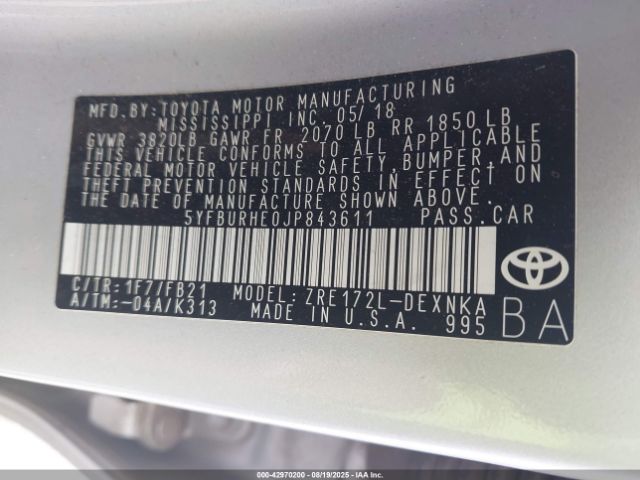 MFD. BY: TOYOTA MOTOR MANUFACTURING
MISSISSIPPI INC. 05/18
GVWR 3820LB GAWR FR 2070 LB RR 1850 LB
THIS VEHICLE CONFORMS TO ALL APPLICABLE
FEDERAL MOTOR VEHICLE SAFETY, BUMPER, AND
THEFT PREVENTION STANDARDS IN EFFECT ON
THE DATE OF MANUFACTURE SHOWN ABOVE.
5YFBURHE0JP843611 PASS. CAR
C/TR: 1F7/FB21 MODEL: ZRE172L-DEXNKA
A/TM: -04A/K313 MADE IN U.S.A. 995 BA
000-42970200 - 08/19/2025 - IAA Inc.